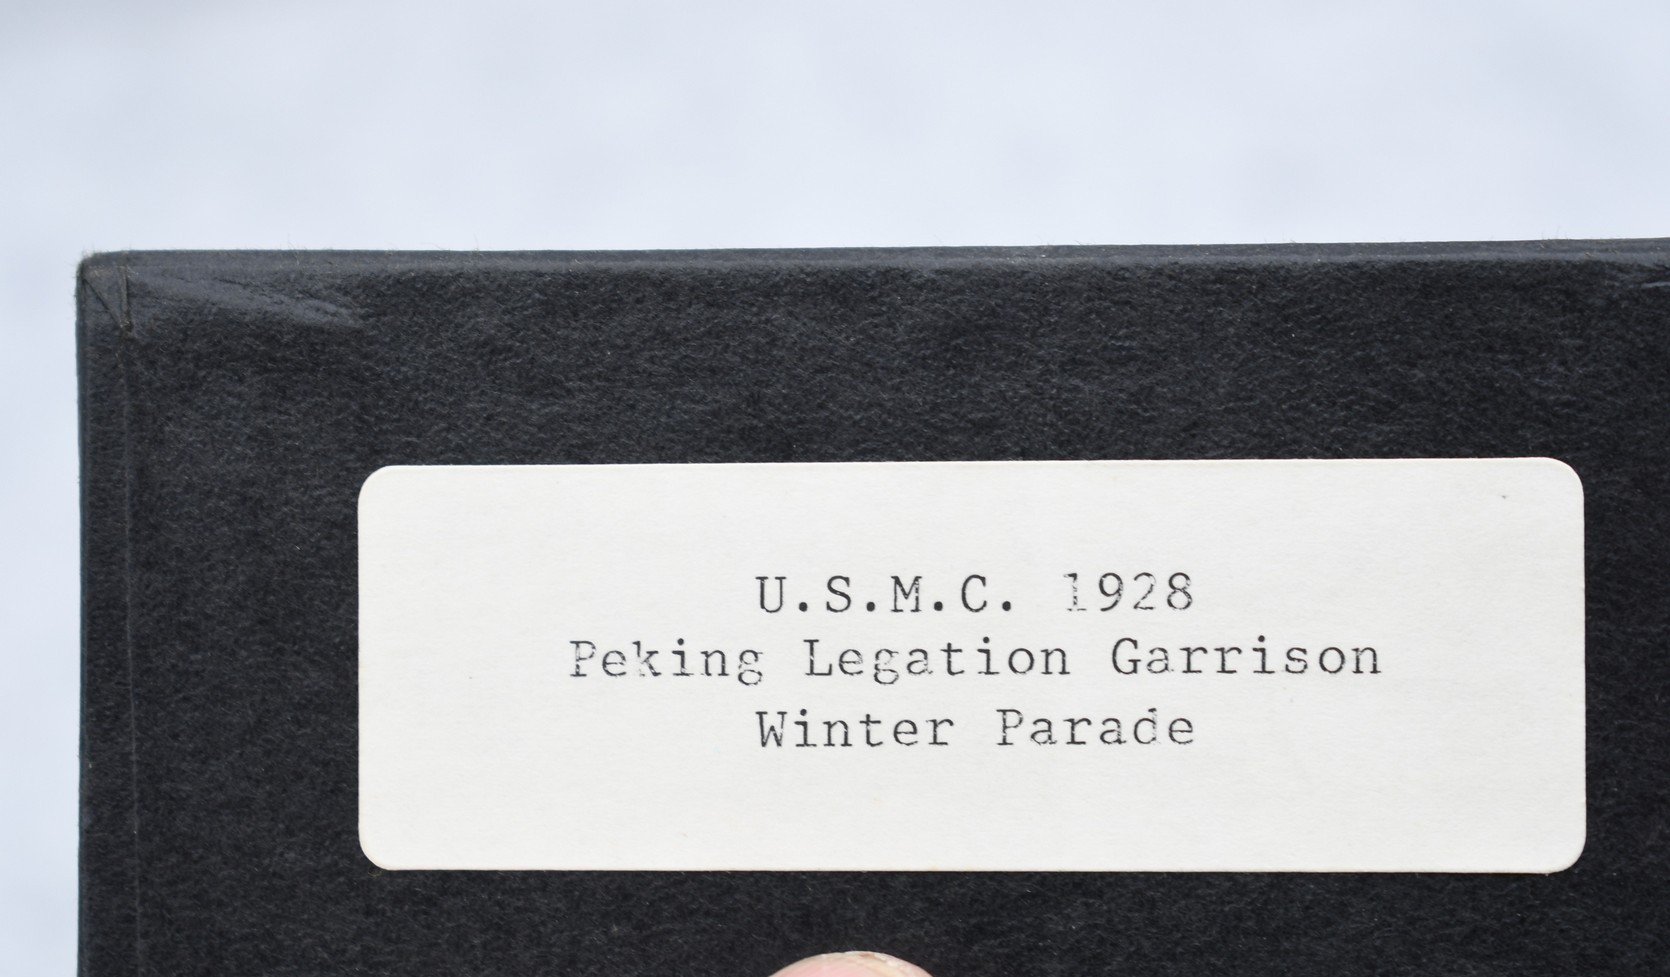 U.S.M.C. 1928
Peking Legation Garrison
Winter Parade